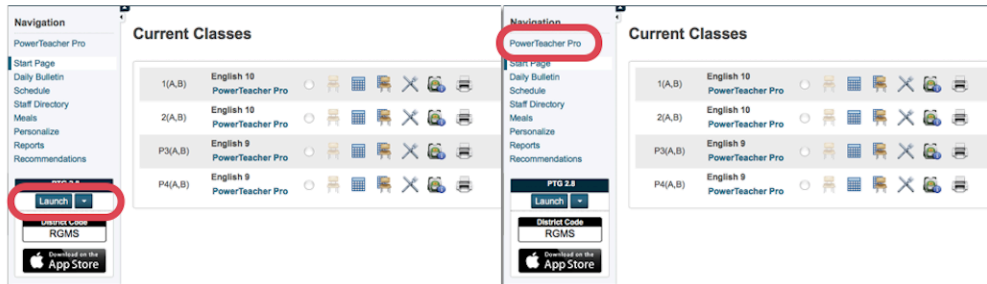 Navigation
PowerTeacher Pro
Start Page
Daily Bulletin
Schedule
Staff Directory
Meals
Personalize
Reports
Recommendations
PTG 2.8
Launch
District Code
RGMS
Download on the
App Store
Current Classes
1(A,B) English 10
PowerTeacher Pro
2(A,B) English 10
PowerTeacher Pro
P3(A,B) English 9
PowerTeacher Pro
P4(A,B) English 9
PowerTeacher Pro
Navigation
PowerTeacher Pro
Start Page
Daily Bulletin
Schedule
Staff Directory
Meals
Personalize
Reports
Recommendations
PTG 2.8
Launch
District Code
RGMS
Download on the
App Store
Current Classes
1(A,B) English 10
PowerTeacher Pro
2(A,B) English 10
PowerTeacher Pro
P3(A,B) English 9
PowerTeacher Pro
P4(A,B) English 9
PowerTeacher Pro